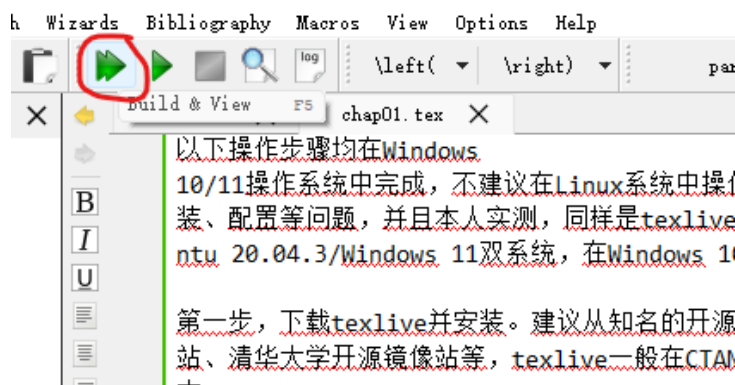 Wizards Bibliography Macros View Options Help
log \left( \right)
Build & View F5 chap01.tex
以下操作步骤均在Windows
10/11操作系统中完成，不建议在Linux系统中操
B
装、配置等问题，并且本人实测，同样是texlive
I
ntu 20.04.3/Windows 11双系统，在Windows 10
U
第一步，下载texlive并安装。建议从知名的开源
站、清华大学开源镜像站等，texlive一般在CTAN